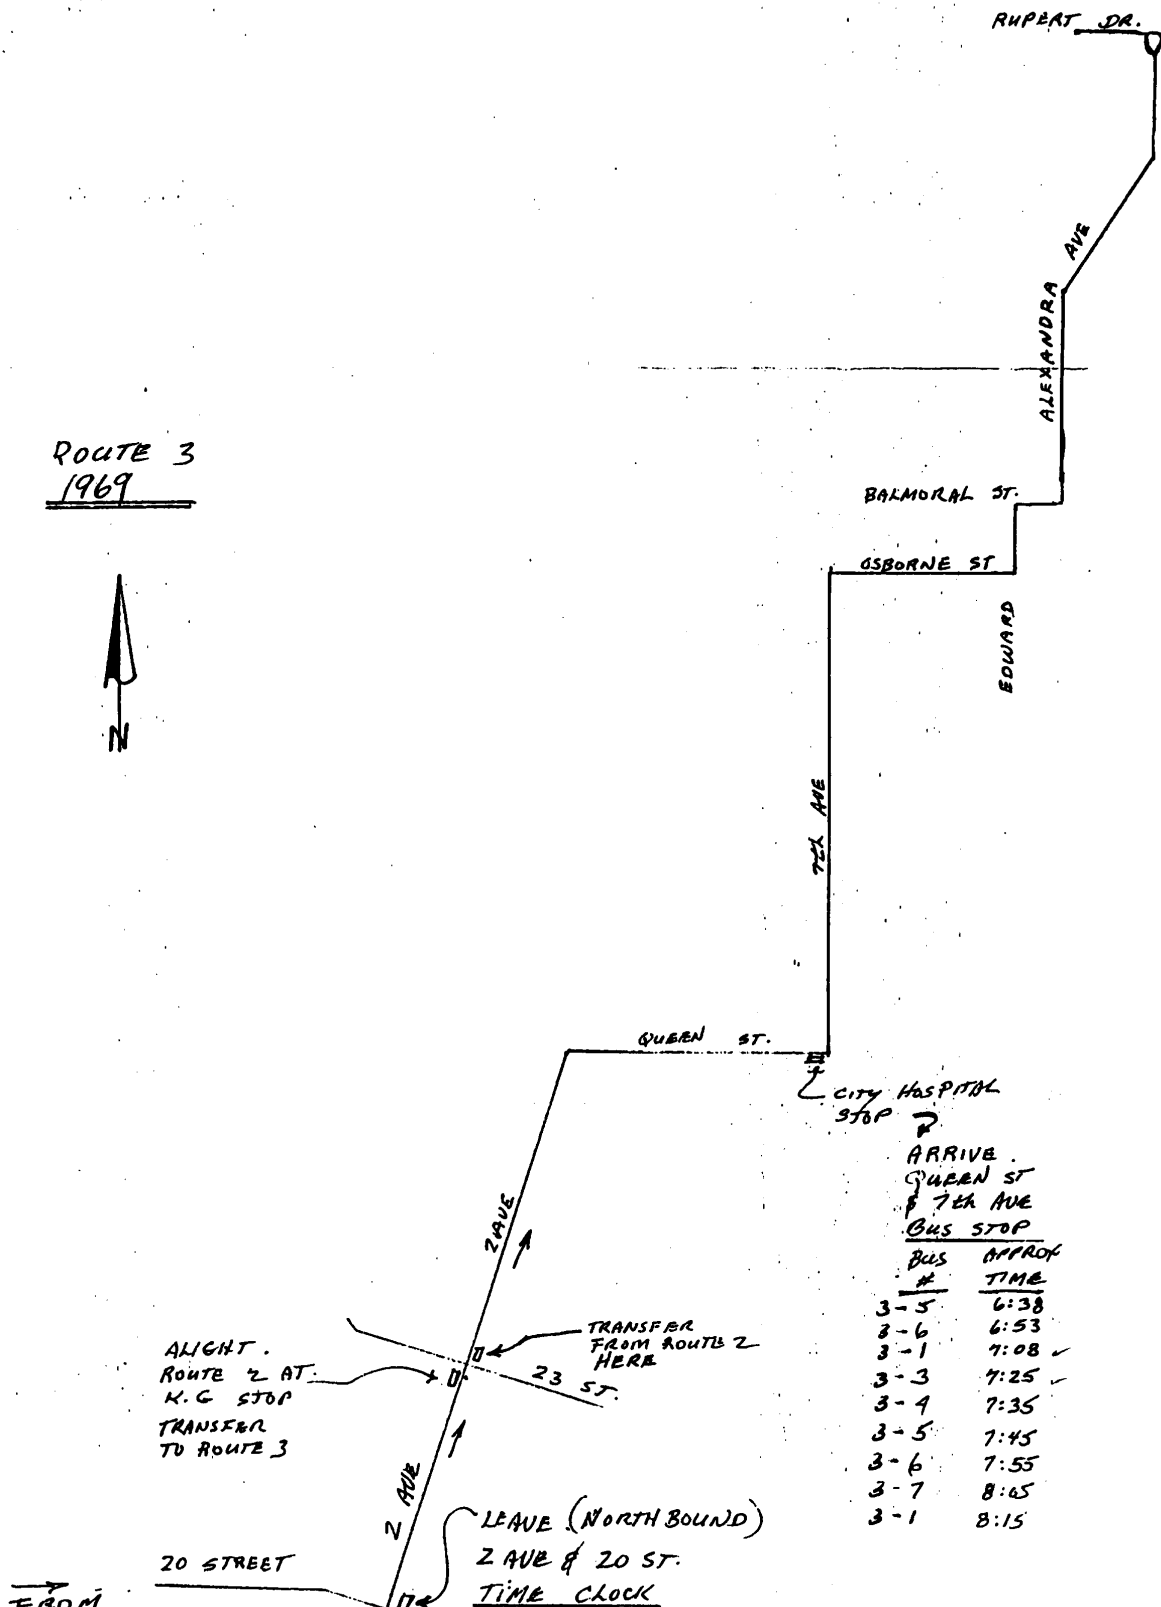 RUPERT DR.
AVE
ALEXANDRA
ROUTE 3
1969
BALMORAL ST.
OSBORNE ST
EDWARD
N
7th AVE
QUEEN ST.
CITY HOSPITAL
STOP
ARRIVE
QUEEN ST
& 7th AVE
BUS STOP
BUS APPROX
# TIME
3-5 6:38
3-6 6:53
3-1 7:08 ✓
3-3 7:25 ✓
3-4 7:35
3-5 7:45
3-6 7:55
3-7 8:05
3-1 8:15
2 AVE
TRANSFER
FROM ROUTE 2
HERE
23 ST.
ALIGHT.
ROUTE 2 AT
K.G STOP
TRANSFER
TO ROUTE 3
2 AVE
LEAVE (NORTH BOUND)
2 AVE & 20 ST.
TIME CLOCK
20 STREET
FROM